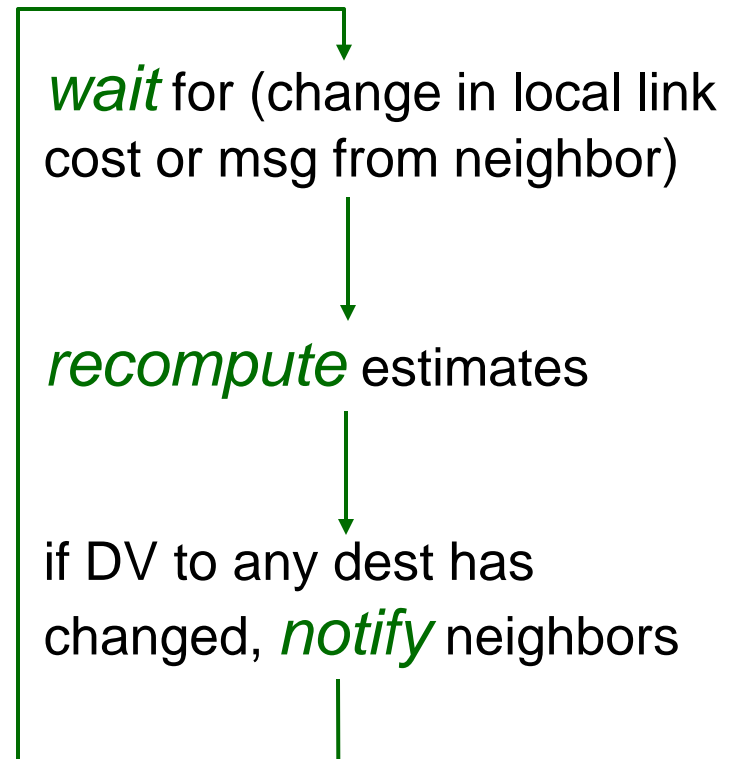 wait for (change in local link
cost or msg from neighbor)
recompute estimates
if DV to any dest has
changed, notify neighbors